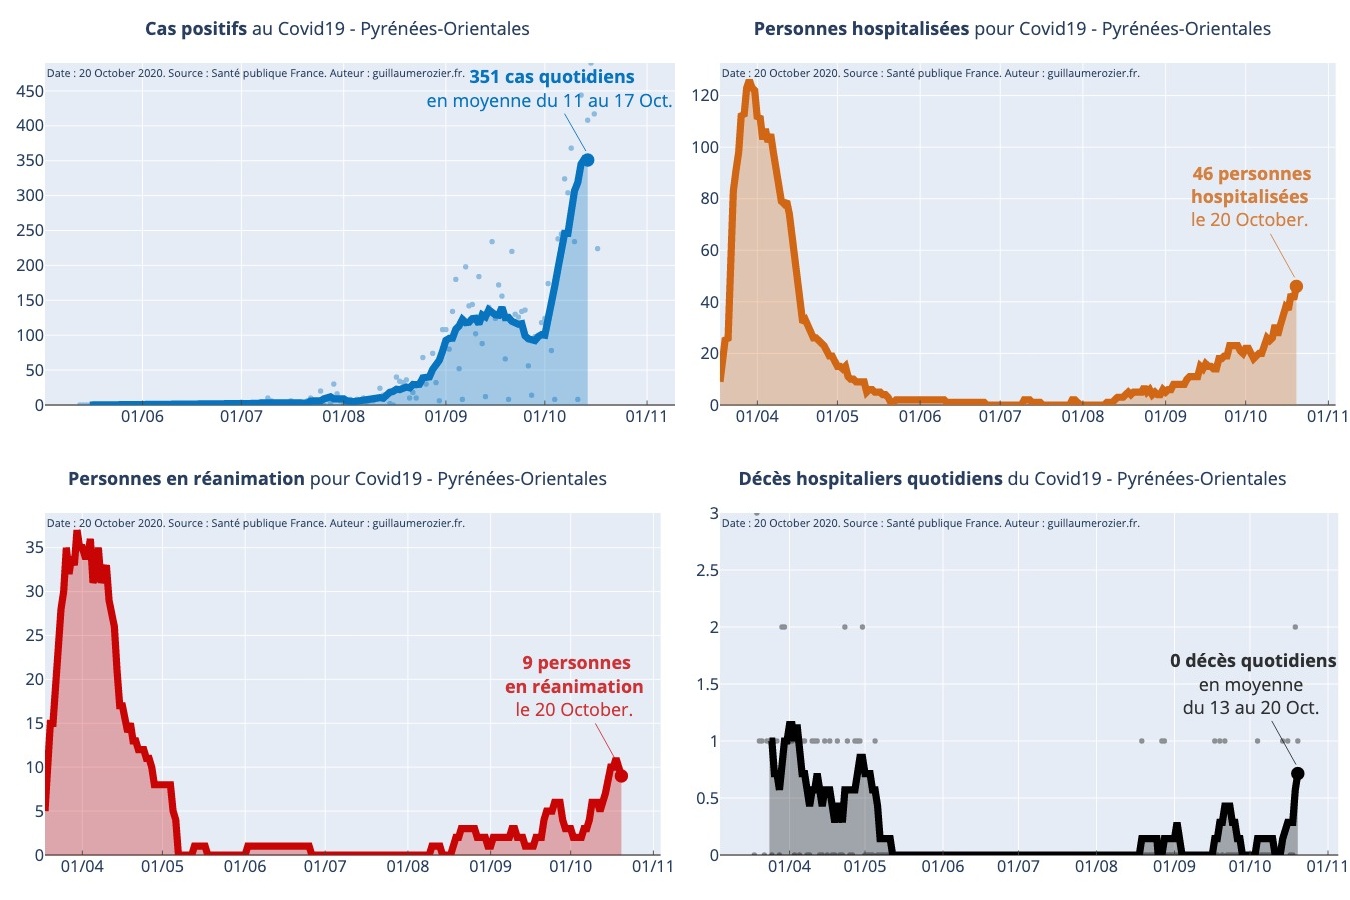 Cas positifs au Covid19 - Pyrénées-Orientales
Date : 20 October 2020. Source : Santé publique France. Auteur : guillaumerozier.fr.
351 cas quotidiens
en moyenne du 11 au 17 Oct.
450
400
350
300
250
200
150
100
50
0
01/06 01/07 01/08 01/09 01/10 01/11
Personnes hospitalisées pour Covid19 - Pyrénées-Orientales
Date : 20 October 2020. Source : Santé publique France. Auteur : guillaumerozier.fr.
120
100
80
60
40
20
0
46 personnes
hospitalisées
le 20 October.
01/04 01/05 01/06 01/07 01/08 01/09 01/10 01/11
Personnes en réanimation pour Covid19 - Pyrénées-Orientales
Date : 20 October 2020. Source : Santé publique France. Auteur : guillaumerozier.fr.
35
30
25
20
15
10
5
0
9 personnes
en réanimation
le 20 October.
01/04 01/05 01/06 01/07 01/08 01/09 01/10 01/11
Décès hospitaliers quotidiens du Covid19 - Pyrénées-Orientales
Date : 20 October 2020. Source : Santé publique France. Auteur : guillaumerozier.fr.
3
2.5
2
1.5
1
0.5
0
0 décès quotidiens
en moyenne
du 13 au 20 Oct.
01/04 01/05 01/06 01/07 01/08 01/09 01/10 01/11